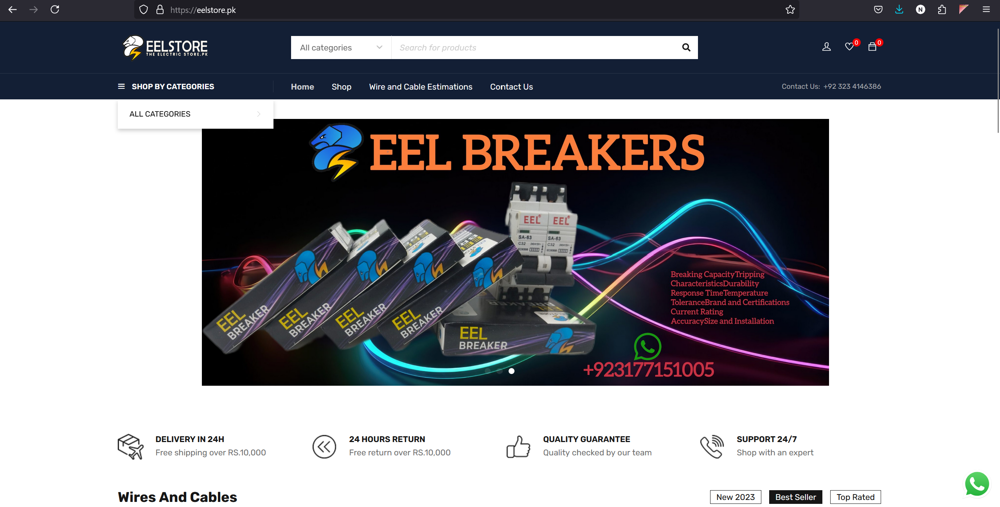 https://eelstore.pk
N
EELSTORE
THE ELECTRIC STORE.PK
All categories
Search for products
0
0
SHOP BY CATEGORIES
Home
Shop
Wire and Cable Estimations
Contact Us
Contact Us: +92 323 4146386
ALL CATEGORIES
EEL BREAKERS
EEL®
EEL®
SA-63
SA-63
C32
C32
Breaking CapacityTripping
CharacteristicsDurability
Response TimeTemperature
ToleranceBrand and Certifications
Current Rating
AccuracySize and Installation
EEL
BREAKER
EEL
BREAKER
EEL
BREAKER
EEL
BREAKER
EEL
BREAKER
+923177151005
DELIVERY IN 24H
Free shipping over RS.10,000
24 HOURS RETURN
Free return over RS.10,000
QUALITY GUARANTEE
Quality checked by our team
SUPPORT 24/7
Shop with an expert
Wires And Cables
New 2023
Best Seller
Top Rated